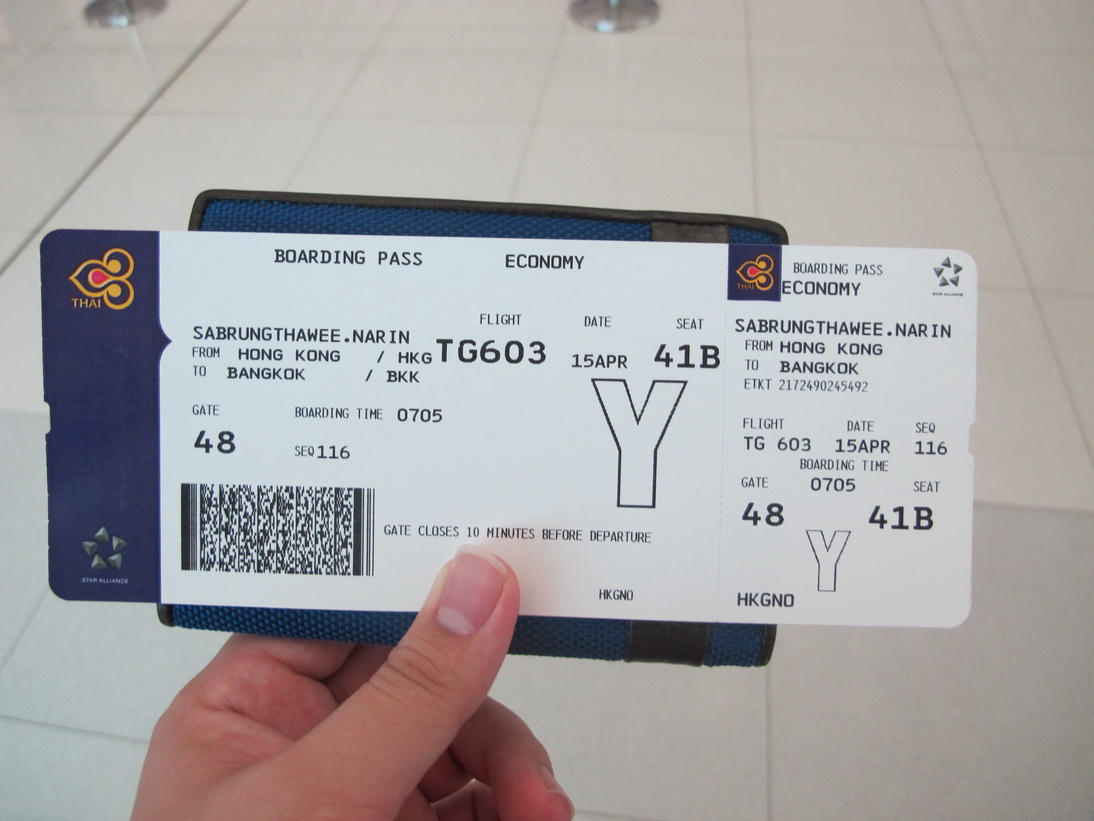 BOARDING PASS ECONOMY
THAI
SABRUNGTHAWEE.NARIN
FLIGHT DATE SEAT
FROM HONG KONG / HKG TG603 15APR 41B
TO BANGKOK / BKK
Y
GATE BOARDING TIME 0705
48 SEQ 116
GATE CLOSES 10 MINUTES BEFORE DEPARTURE
STAR ALLIANCE
HKGNO
THAI
BOARDING PASS
ECONOMY
STAR ALLIANCE
SABRUNGTHAWEE.NARIN
FROM HONG KONG
TO BANGKOK
ETKT 2172490245492
FLIGHT DATE SEQ
TG 603 15APR 116
BOARDING TIME
GATE 0705 SEAT
48 41B
Y
HKGNO